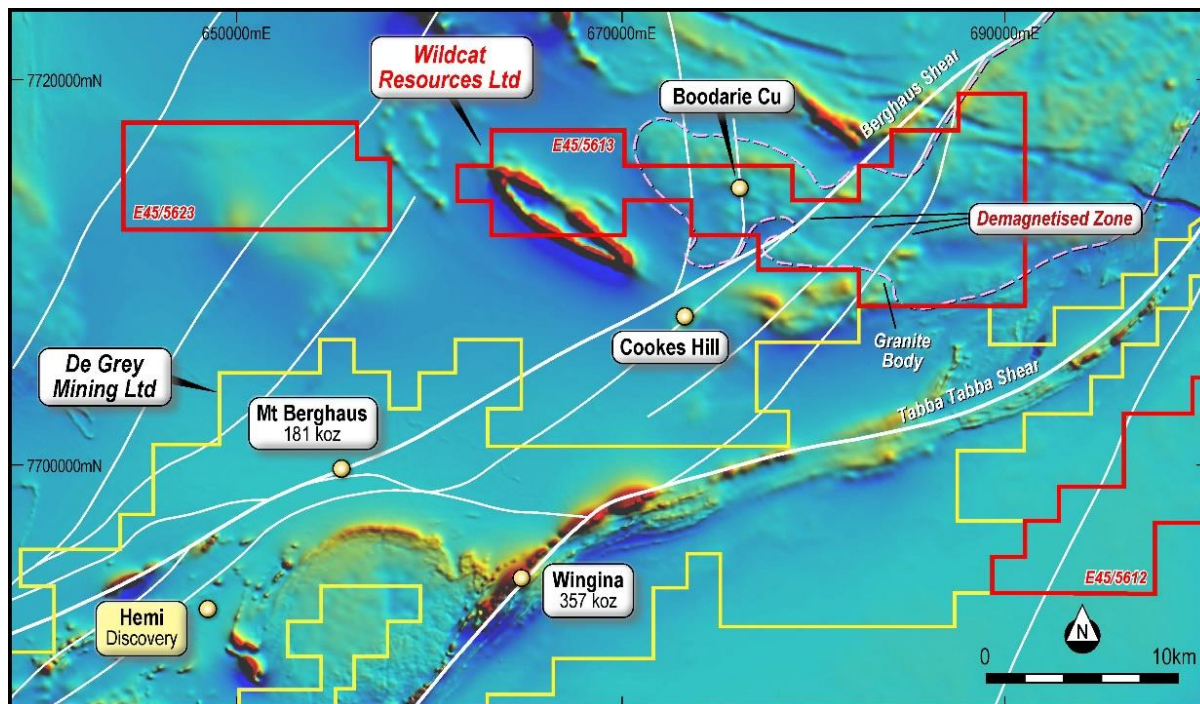 650000mE
670000mE
690000mE
7720000mN
Wildcat
Resources Ltd
Boodarie Cu
Berghaus Shear
E45/5613
E45/5623
Demagnetised Zone
Cookes Hill
Granite
Body
De Grey
Mining Ltd
Mt Berghaus
181 koz
Tabba Tabba Shear
7700000mN
Wingina
357 koz
E45/5612
Hemi
Discovery
N
0
10km